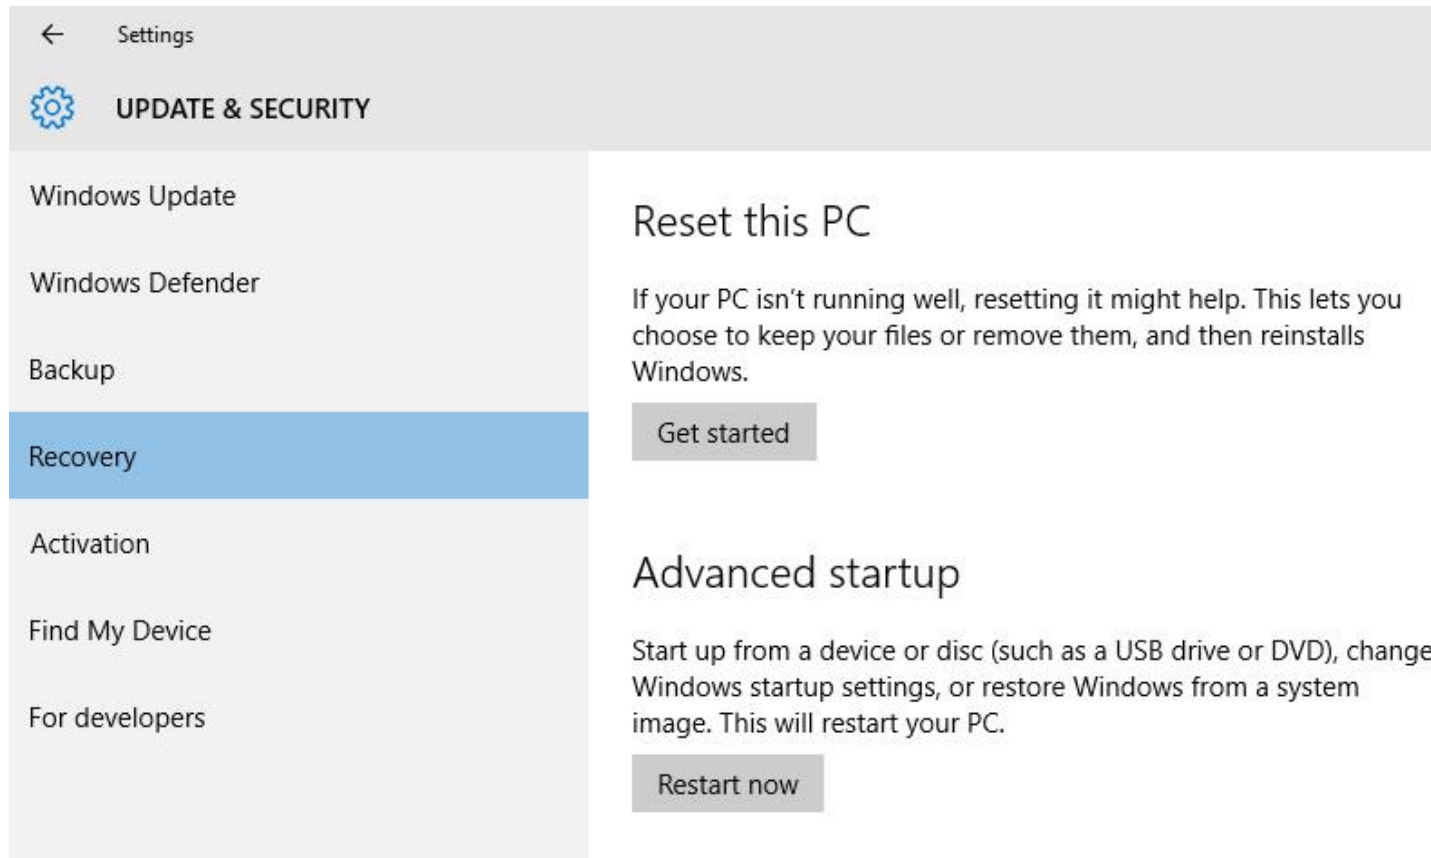 Settings
UPDATE & SECURITY
Windows Update
Windows Defender
Backup
Recovery
Activation
Find My Device
For developers
Reset this PC
If your PC isn't running well, resetting it might help. This lets you
choose to keep your files or remove them, and then reinstalls
Windows.
Get started
Advanced startup
Start up from a device or disc (such as a USB drive or DVD), change
Windows startup settings, or restore Windows from a system
image. This will restart your PC.
Restart now